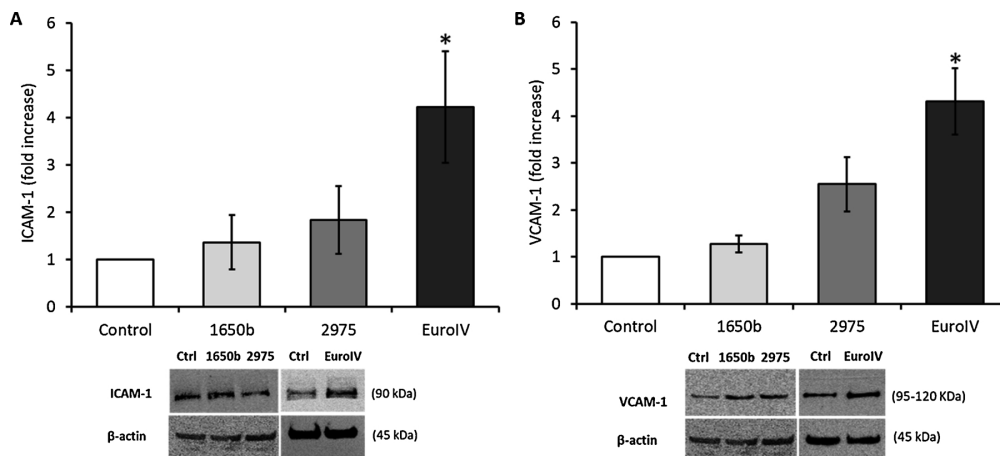 A
ICAM-1 (fold increase)
6
5
4
3
2
1
0
*
Control 1650b 2975 EuroIV
Ctrl 1650b 2975 Ctrl EuroIV
ICAM-1 (90 kDa)
β-actin (45 kDa)
B
VCAM-1 (fold increase)
6
5
4
3
2
1
0
*
Control 1650b 2975 EuroIV
Ctrl 1650b 2975 Ctrl EuroIV
VCAM-1 (95-120 KDa)
β-actin (45 kDa)